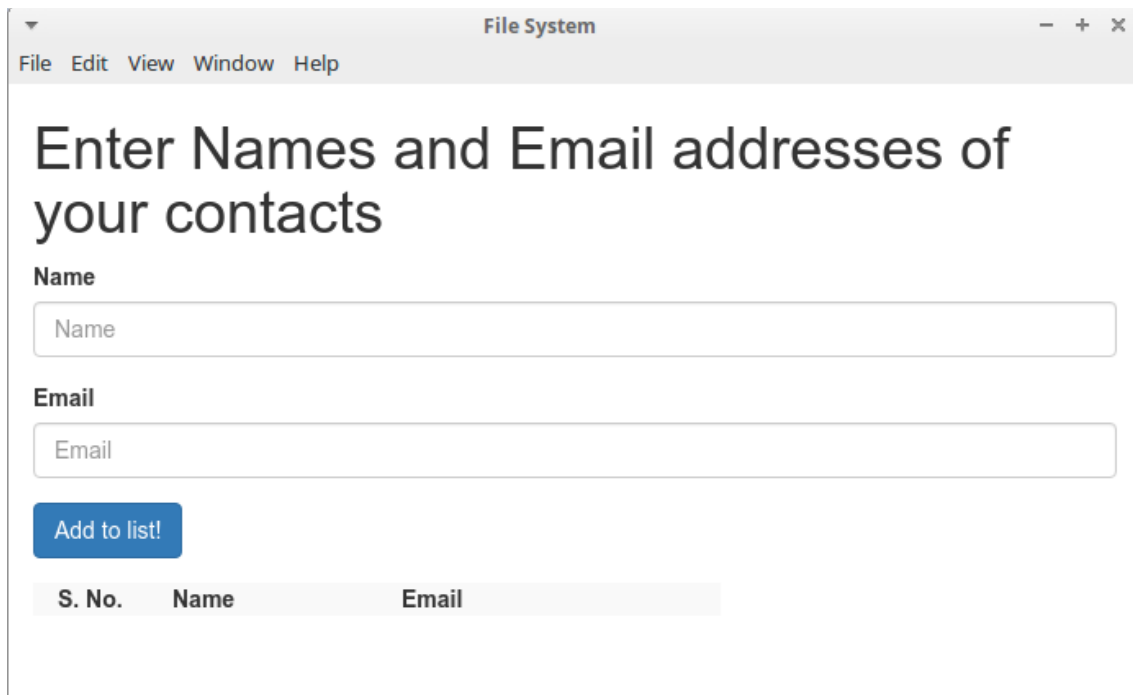 File System
File Edit View Window Help
Enter Names and Email addresses of
your contacts
Name
Name
Email
Email
Add to list!
S. No. Name Email